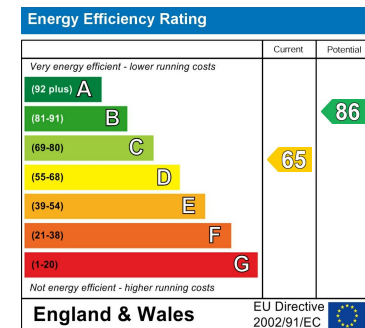 Energy Efficiency Rating
Current Potential
Very energy efficient - lower running costs
(92 plus) A
(81-91) B
86
(69-80) C
65
(55-68) D
(39-54) E
(21-38) F
(1-20) G
Not energy efficient - higher running costs
England & Wales
EU Directive
2002/91/EC